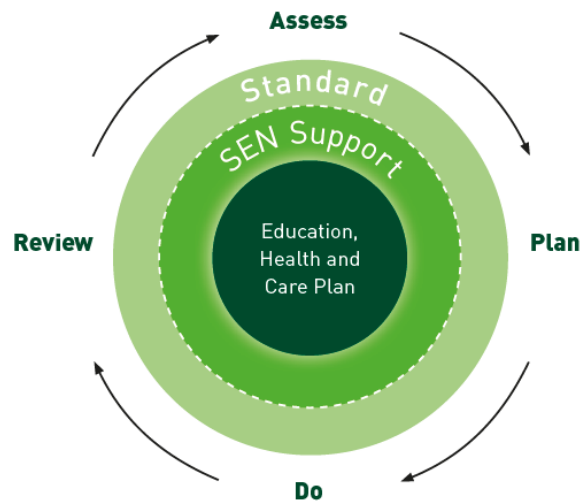 Assess
Standard
SEN Support
Education,
Health and
Care Plan
Review
Plan
Do